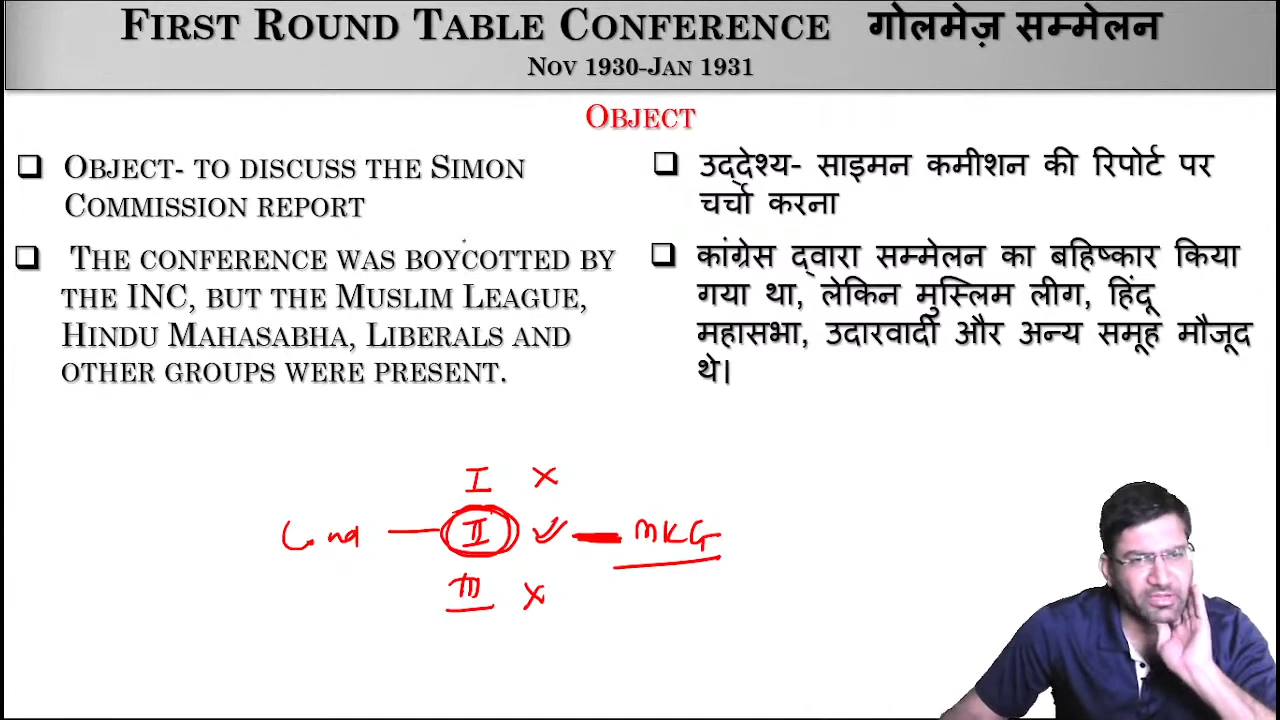 FIRST ROUND TABLE CONFERENCE गोलमेज़ सम्मेलन
NOV 1930-JAN 1931
OBJECT
❑ OBJECT- TO DISCUSS THE SIMON
COMMISSION REPORT
❑ THE CONFERENCE WAS BOYCOTTED BY
THE INC, BUT THE MUSLIM LEAGUE,
HINDU MAHASABHA, LIBERALS AND
OTHER GROUPS WERE PRESENT.
❑ उद्देश्य- साइमन कमीशन की रिपोर्ट पर
चर्चा करना
❑ कांग्रेस द्वारा सम्मेलन का बहिष्कार किया
गया था, लेकिन मुस्लिम लीग, हिंदू
महासभा, उदारवादी और अन्य समूह मौजूद
थे।
I ×
II ✓ — MKG
III ×